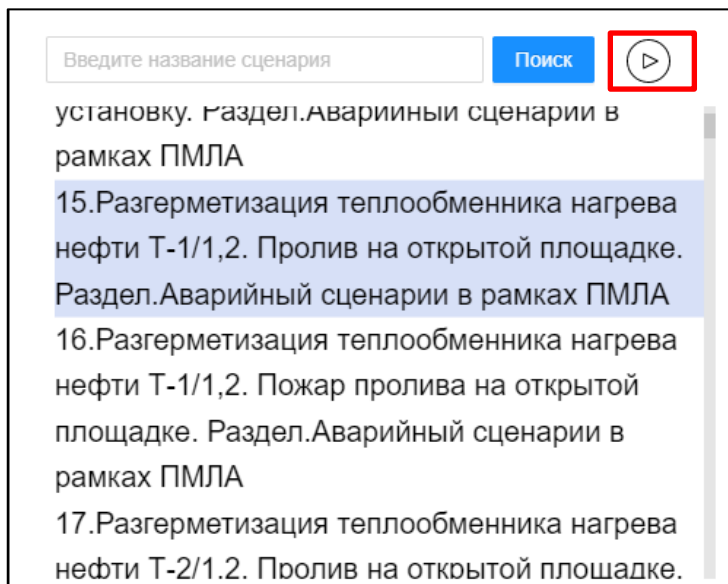 Введите название сценария
Поиск
установку. Раздел.Аварийный сценарии в
рамках ПМЛА
15.Разгерметизация теплообменника нагрева
нефти Т-1/1,2. Пролив на открытой площадке.
Раздел.Аварийный сценарии в рамках ПМЛА
16.Разгерметизация теплообменника нагрева
нефти Т-1/1,2. Пожар пролива на открытой
площадке. Раздел.Аварийный сценарии в
рамках ПМЛА
17.Разгерметизация теплообменника нагрева
нефти Т-2/1,2. Пролив на открытой площадке.